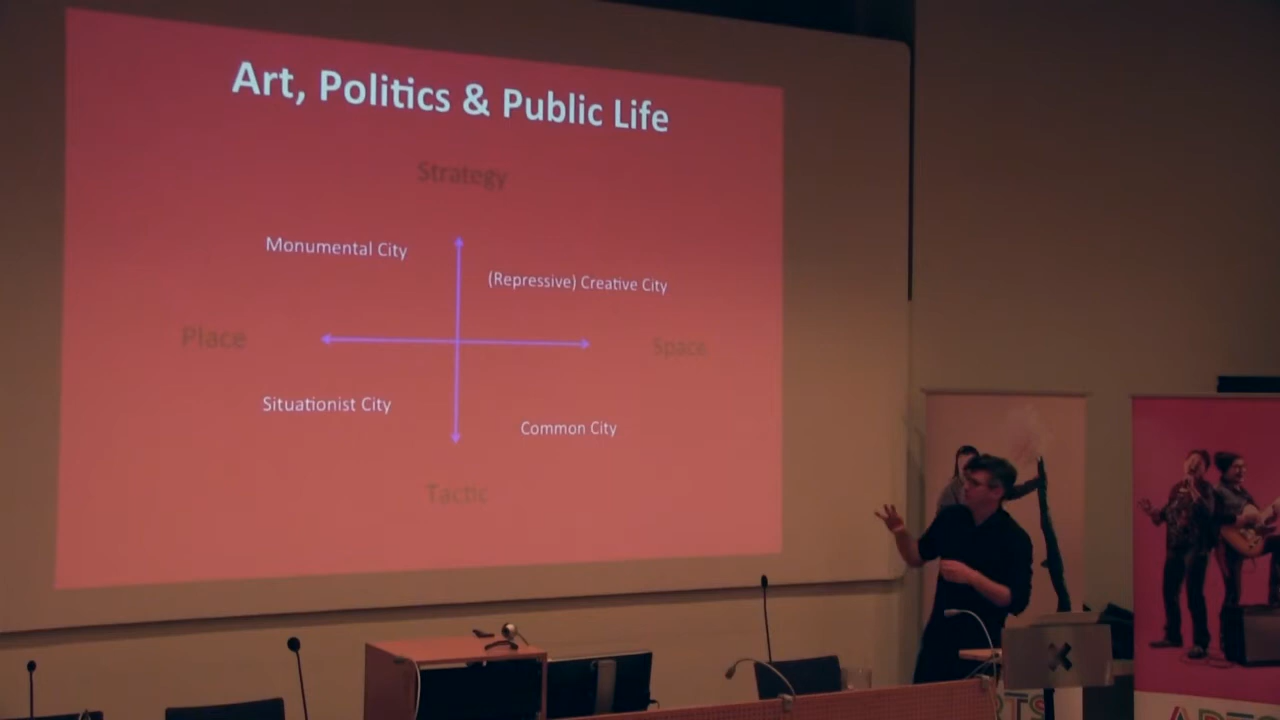 Art, Politics & Public Life
Strategy
Monumental City
(Repressive) Creative City
Place
Space
Situationist City
Common City
Tactic